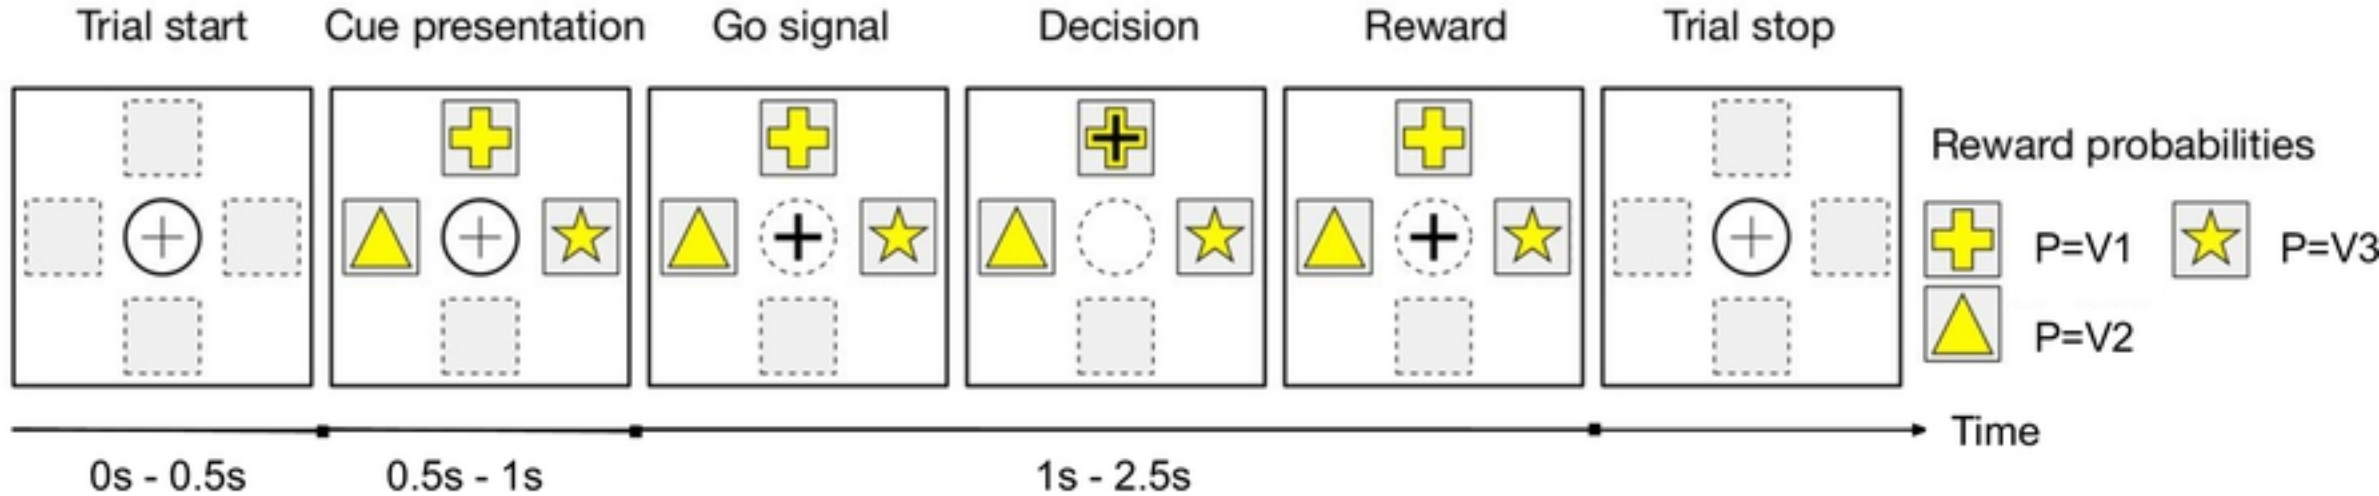 Trial start
Cue presentation
Go signal
Decision
Reward
Trial stop
Reward probabilities
P=V1
P=V3
P=V2
Time
0s - 0.5s
0.5s - 1s
1s - 2.5s